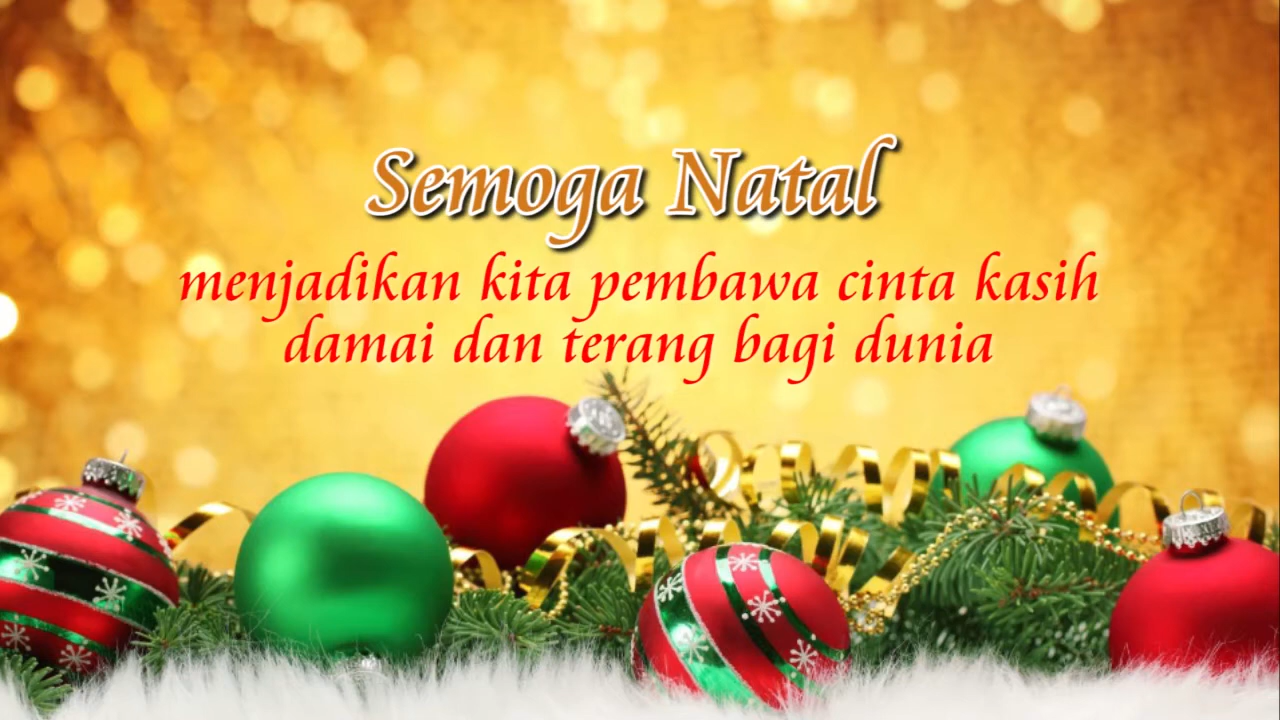 Semoga Natal
menjadikan kita pembawa cinta kasih
damai dan terang bagi dunia